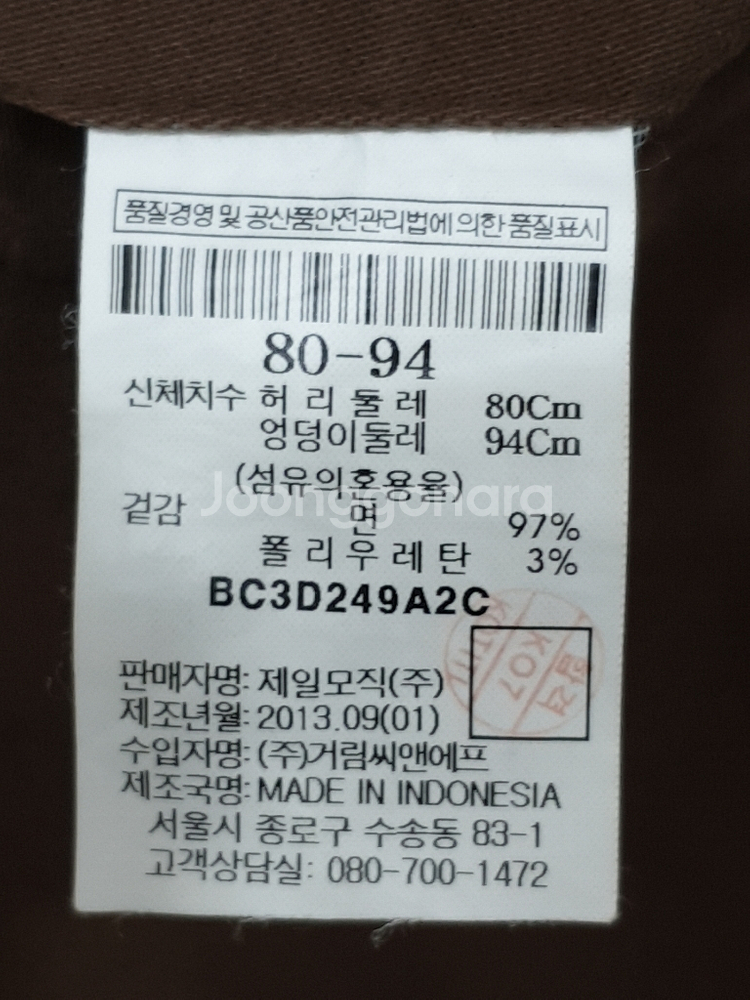 품질경영 및 공산품안전관리법에 의한 품질표시
80-94
신체치수 허리둘레 80Cm
엉덩이둘레 94Cm
(섬유의혼용율)
겉감 면 97%
폴리우레탄 3%
BC3D249A2C
판매자명: 제일모직(주)
제조년월: 2013.09(01)
수입자명: (주)거림씨앤에프
제조국명: MADE IN INDONESIA
서울시 종로구 수송동 83-1
고객상담실: 080-700-1472
Joonggonara
합격
K07